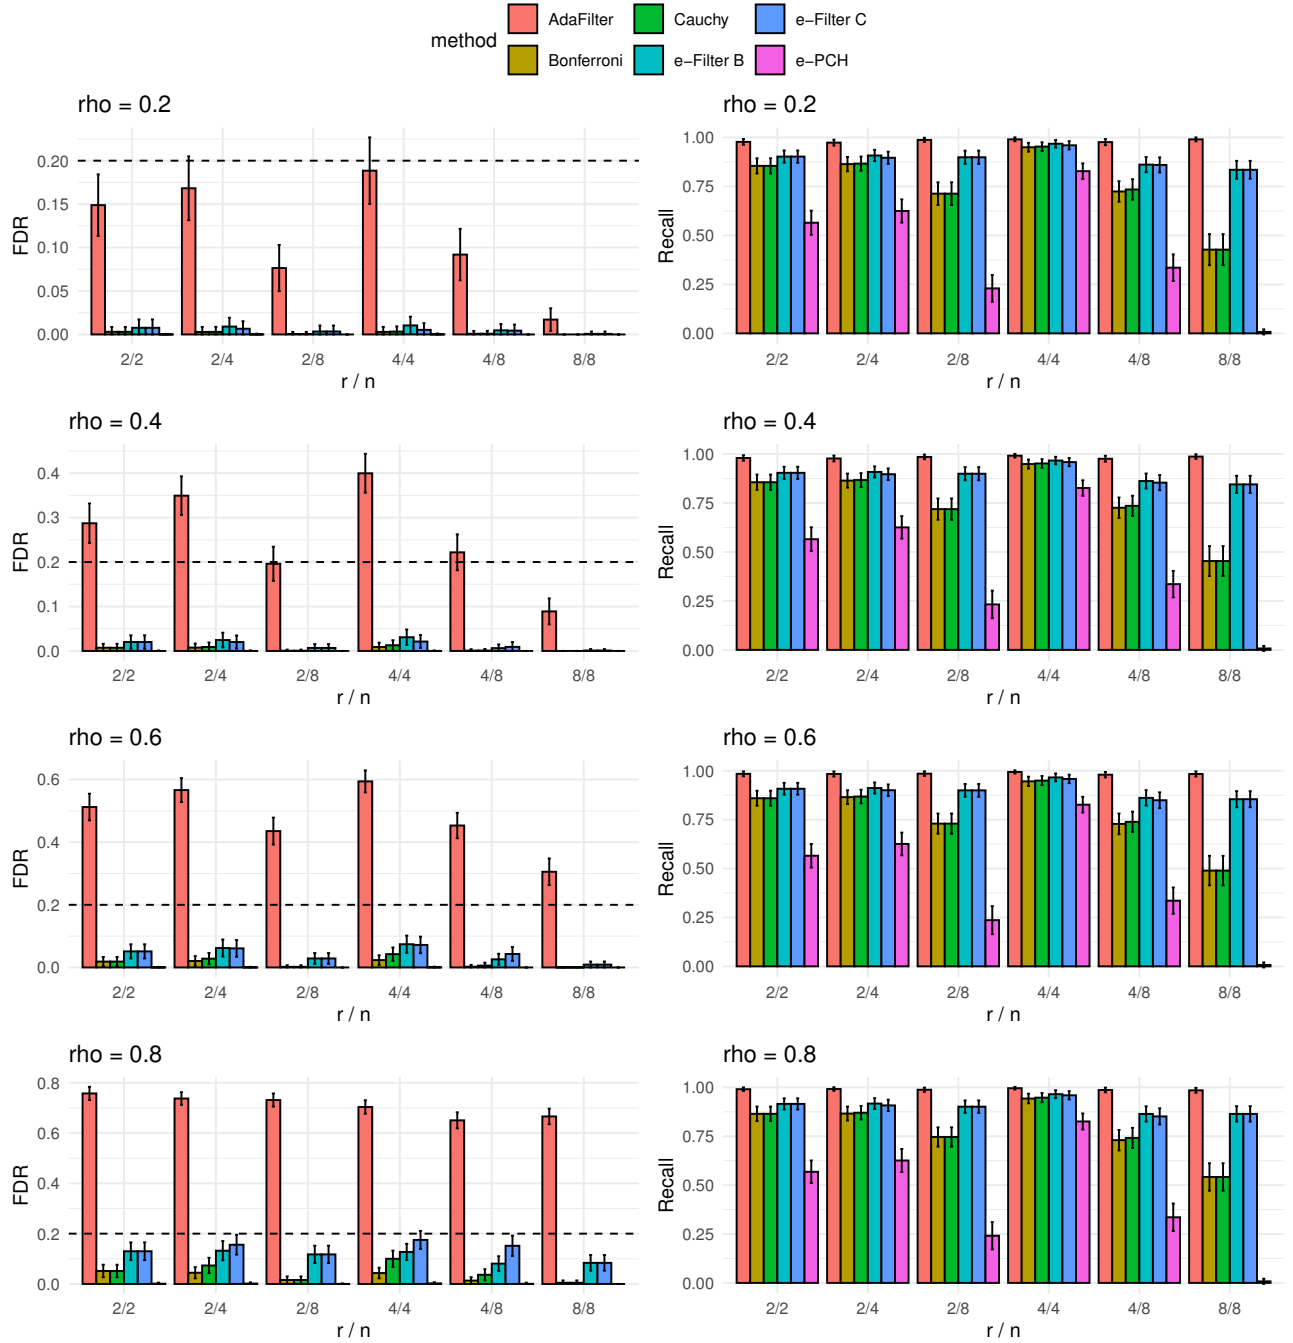 method
AdaFilter
Cauchy
e−Filter C
Bonferroni
e−Filter B
e−PCH
rho = 0.2
FDR
0.20
0.15
0.10
0.05
0.00
2/2 2/4 2/8 4/4 4/8 8/8
r / n
rho = 0.2
Recall
1.00
0.75
0.50
0.25
0.00
2/2 2/4 2/8 4/4 4/8 8/8
r / n
rho = 0.4
FDR
0.4
0.3
0.2
0.1
0.0
2/2 2/4 2/8 4/4 4/8 8/8
r / n
rho = 0.4
Recall
1.00
0.75
0.50
0.25
0.00
2/2 2/4 2/8 4/4 4/8 8/8
r / n
rho = 0.6
FDR
0.6
0.4
0.2
0.0
2/2 2/4 2/8 4/4 4/8 8/8
r / n
rho = 0.6
Recall
1.00
0.75
0.50
0.25
0.00
2/2 2/4 2/8 4/4 4/8 8/8
r / n
rho = 0.8
FDR
0.8
0.6
0.4
0.2
0.0
2/2 2/4 2/8 4/4 4/8 8/8
r / n
rho = 0.8
Recall
1.00
0.75
0.50
0.25
0.00
2/2 2/4 2/8 4/4 4/8 8/8
r / n